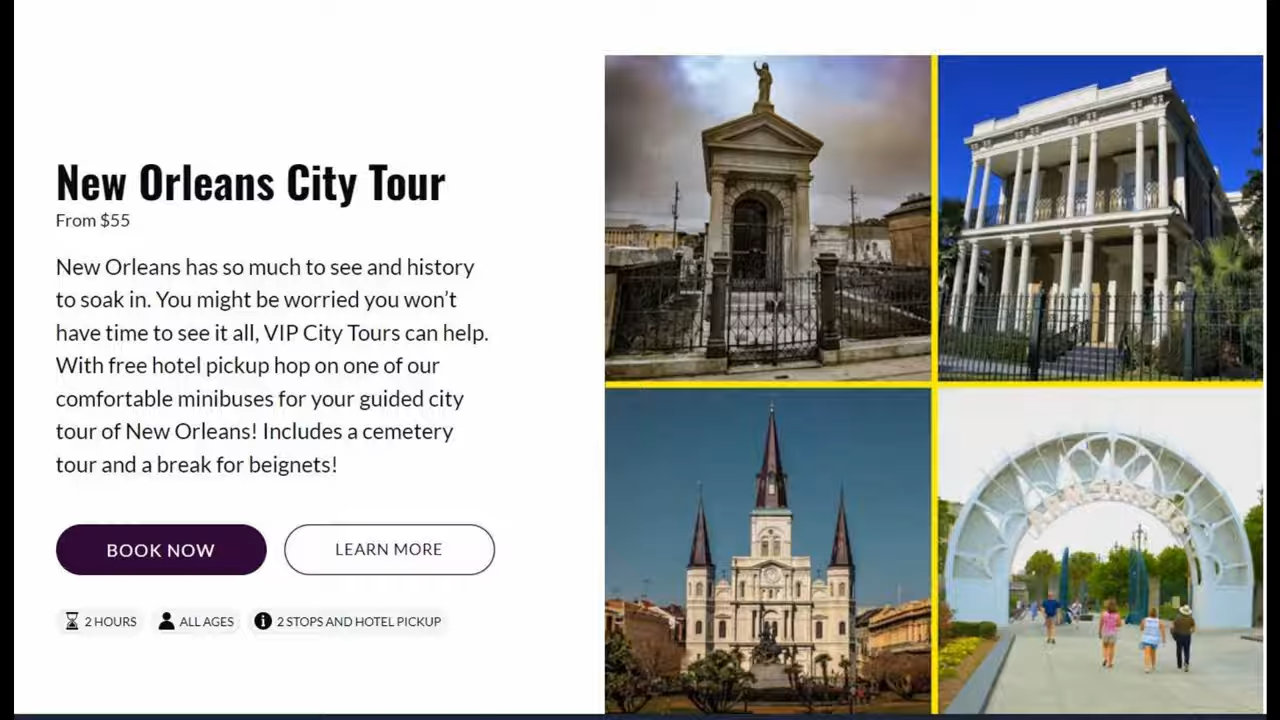 New Orleans City Tour
From $55
New Orleans has so much to see and history
to soak in. You might be worried you won’t
have time to see it all, VIP City Tours can help.
With free hotel pickup hop on one of our
comfortable minibuses for your guided city
tour of New Orleans! Includes a cemetery
tour and a break for beignets!
BOOK NOW
LEARN MORE
2 HOURS
ALL AGES
2 STOPS AND HOTEL PICKUP